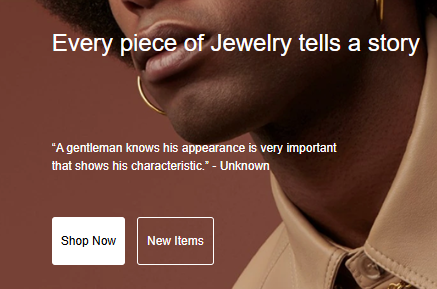 Every piece of Jewelry tells a story
“A gentleman knows his appearance is very important
that shows his characteristic.” - Unknown
Shop Now
New Items